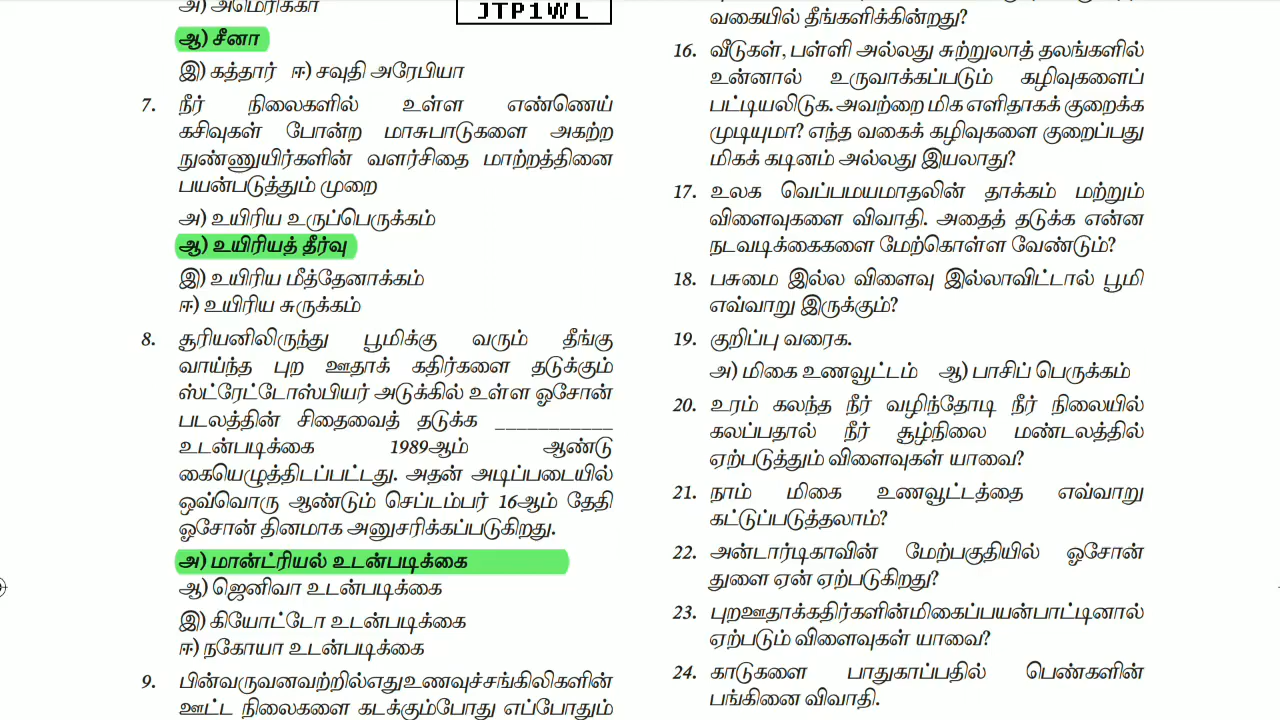 அ) அமெரிக்கா
JTP1WL
ஆ) சீனா
இ) கத்தார் ஈ) சவுதி அரேபியா
7. நீர் நிலைகளில் உள்ள எண்ணெய்
கசிவுகள் போன்ற மாசுபாடுகளை அகற்ற
நுண்ணுயிர்களின் வளர்சிதை மாற்றத்தினை
பயன்படுத்தும் முறை
அ) உயிரிய உருப்பெருக்கம்
ஆ) உயிரியத் தீர்வு
இ) உயிரிய மீத்தேனாக்கம்
ஈ) உயிரிய சுருக்கம்
8. சூரியனிலிருந்து பூமிக்கு வரும் தீங்கு
வாய்ந்த புற ஊதாக் கதிர்களை தடுக்கும்
ஸ்ட்ரேட்டோஸ்பியர் அடுக்கில் உள்ள ஓசோன்
படலத்தின் சிதைவைத் தடுக்க ___________
உடன்படிக்கை 1989ஆம் ஆண்டு
கையெழுத்திடப்பட்டது. அதன் அடிப்படையில்
ஒவ்வொரு ஆண்டும் செப்டம்பர் 16ஆம் தேதி
ஓசோன் தினமாக அனுசரிக்கப்படுகிறது.
அ) மான்ட்ரியல் உடன்படிக்கை
ஆ) ஜெனிவா உடன்படிக்கை
இ) கியோட்டோ உடன்படிக்கை
ஈ) நகோயா உடன்படிக்கை
9. பின்வருவனவற்றில்எதுஉணவுச்சங்கிலிகளின்
ஊட்ட நிலைகளை கடக்கும்போது எப்போதும்
வகையில் தீங்களிக்கின்றது?
16. வீடுகள், பள்ளி அல்லது சுற்றுலாத் தலங்களில்
உன்னால் உருவாக்கப்படும் கழிவுகளைப்
பட்டியலிடுக. அவற்றை மிக எளிதாகக் குறைக்க
முடியுமா? எந்த வகைக் கழிவுகளை குறைப்பது
மிகக் கடினம் அல்லது இயலாது?
17. உலக வெப்பமயமாதலின் தாக்கம் மற்றும்
விளைவுகளை விவாதி. அதைத் தடுக்க என்ன
நடவடிக்கைகளை மேற்கொள்ள வேண்டும்?
18. பசுமை இல்ல விளைவு இல்லாவிட்டால் பூமி
எவ்வாறு இருக்கும்?
19. குறிப்பு வரைக.
அ) மிகை உணவூட்டம் ஆ) பாசிப் பெருக்கம்
20. உரம் கலந்த நீர் வழிந்தோடி நீர் நிலையில்
கலப்பதால் நீர் சூழ்நிலை மண்டலத்தில்
ஏற்படுத்தும் விளைவுகள் யாவை?
21. நாம் மிகை உணவூட்டத்தை எவ்வாறு
கட்டுப்படுத்தலாம்?
22. அன்டார்டிகாவின் மேற்பகுதியில் ஓசோன்
துளை ஏன் ஏற்படுகிறது?
23. புறஊதாக்கதிர்களின்மிகைப்பயன்பாட்டினால்
ஏற்படும் விளைவுகள் யாவை?
24. காடுகளை பாதுகாப்பதில் பெண்களின்
பங்கினை விவாதி.